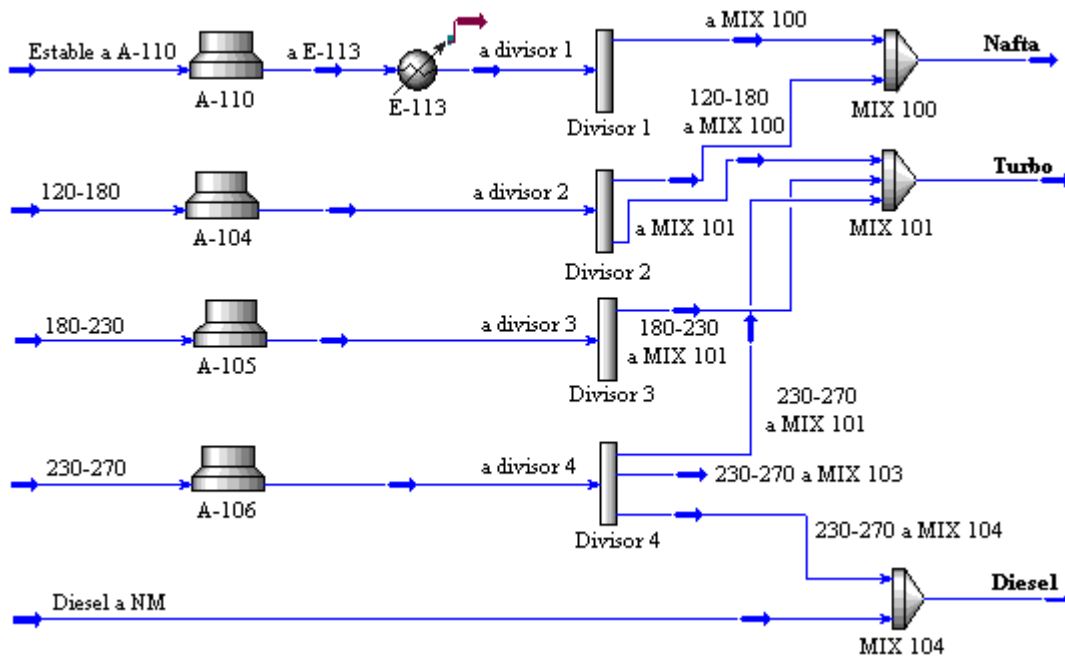 a MIX 100
Estable a A-110
a E-113
a divisor 1
Nafta
A-110
E-113
Divisor 1
MIX 100
120-180
a MIX 100
120-180
a divisor 2
Turbo
A-104
a MIX 101
MIX 101
Divisor 2
180-230
a divisor 3
180-230
a MIX 101
A-105
Divisor 3
230-270
a MIX 101
230-270
a divisor 4
230-270 a MIX 103
A-106
Divisor 4
230-270 a MIX 104
Diesel a NM
Diesel
MIX 104